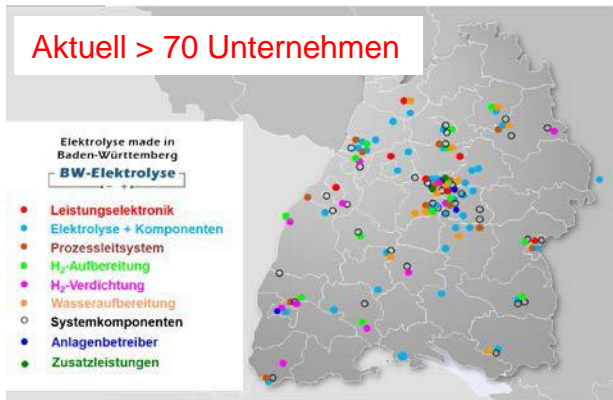 Aktuell > 70 Unternehmen
Elektrolyse made in
Baden-Württemberg
BW-Elektrolyse
Leistungselektronik
Elektrolyse + Komponenten
Prozessleitsystem
H₂-Aufbereitung
H₂-Verdichtung
Wasseraufbereitung
Systemkomponenten
Anlagenbetreiber
Zusatzleistungen